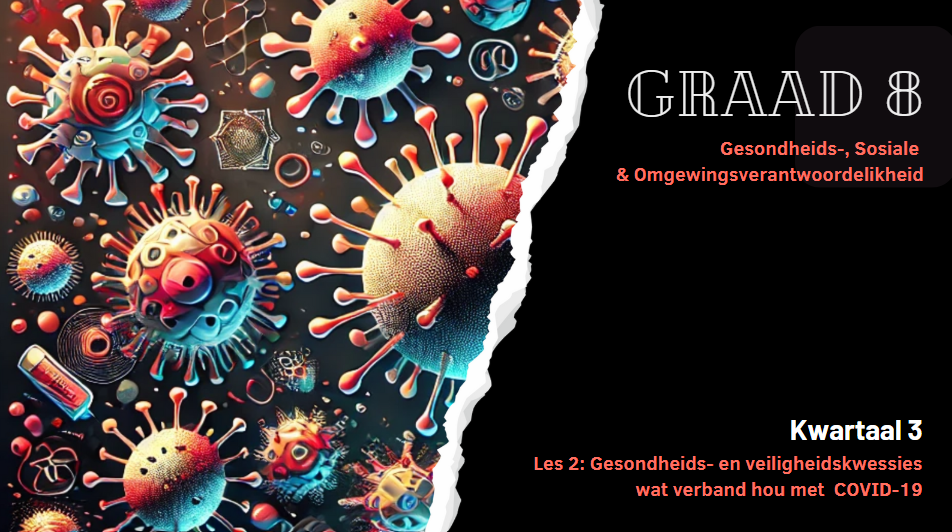 GRAAD 8
Gesondheids-, Sosiale
& Omgewingsverantwoordelikheid
Kwartaal 3
Les 2: Gesondheids- en veiligheidskwessies
wat verband hou met COVID-19